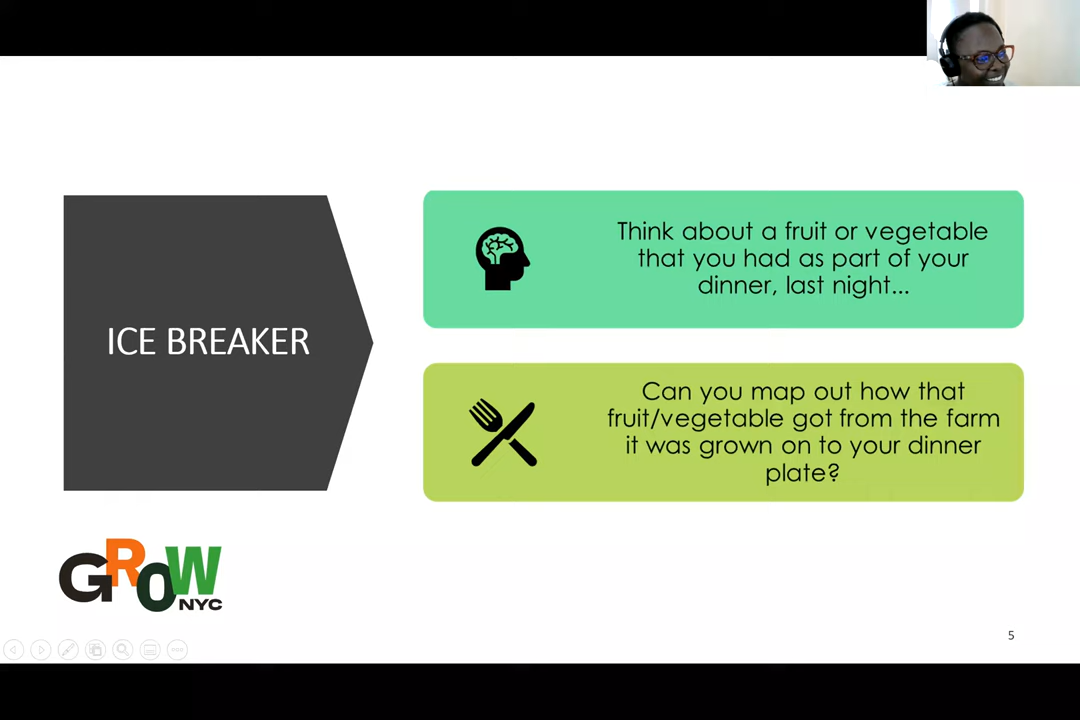 ICE BREAKER
Think about a fruit or vegetable
that you had as part of your
dinner, last night...
Can you map out how that
fruit/vegetable got from the farm
it was grown on to your dinner
plate?
GROW
NYC
5